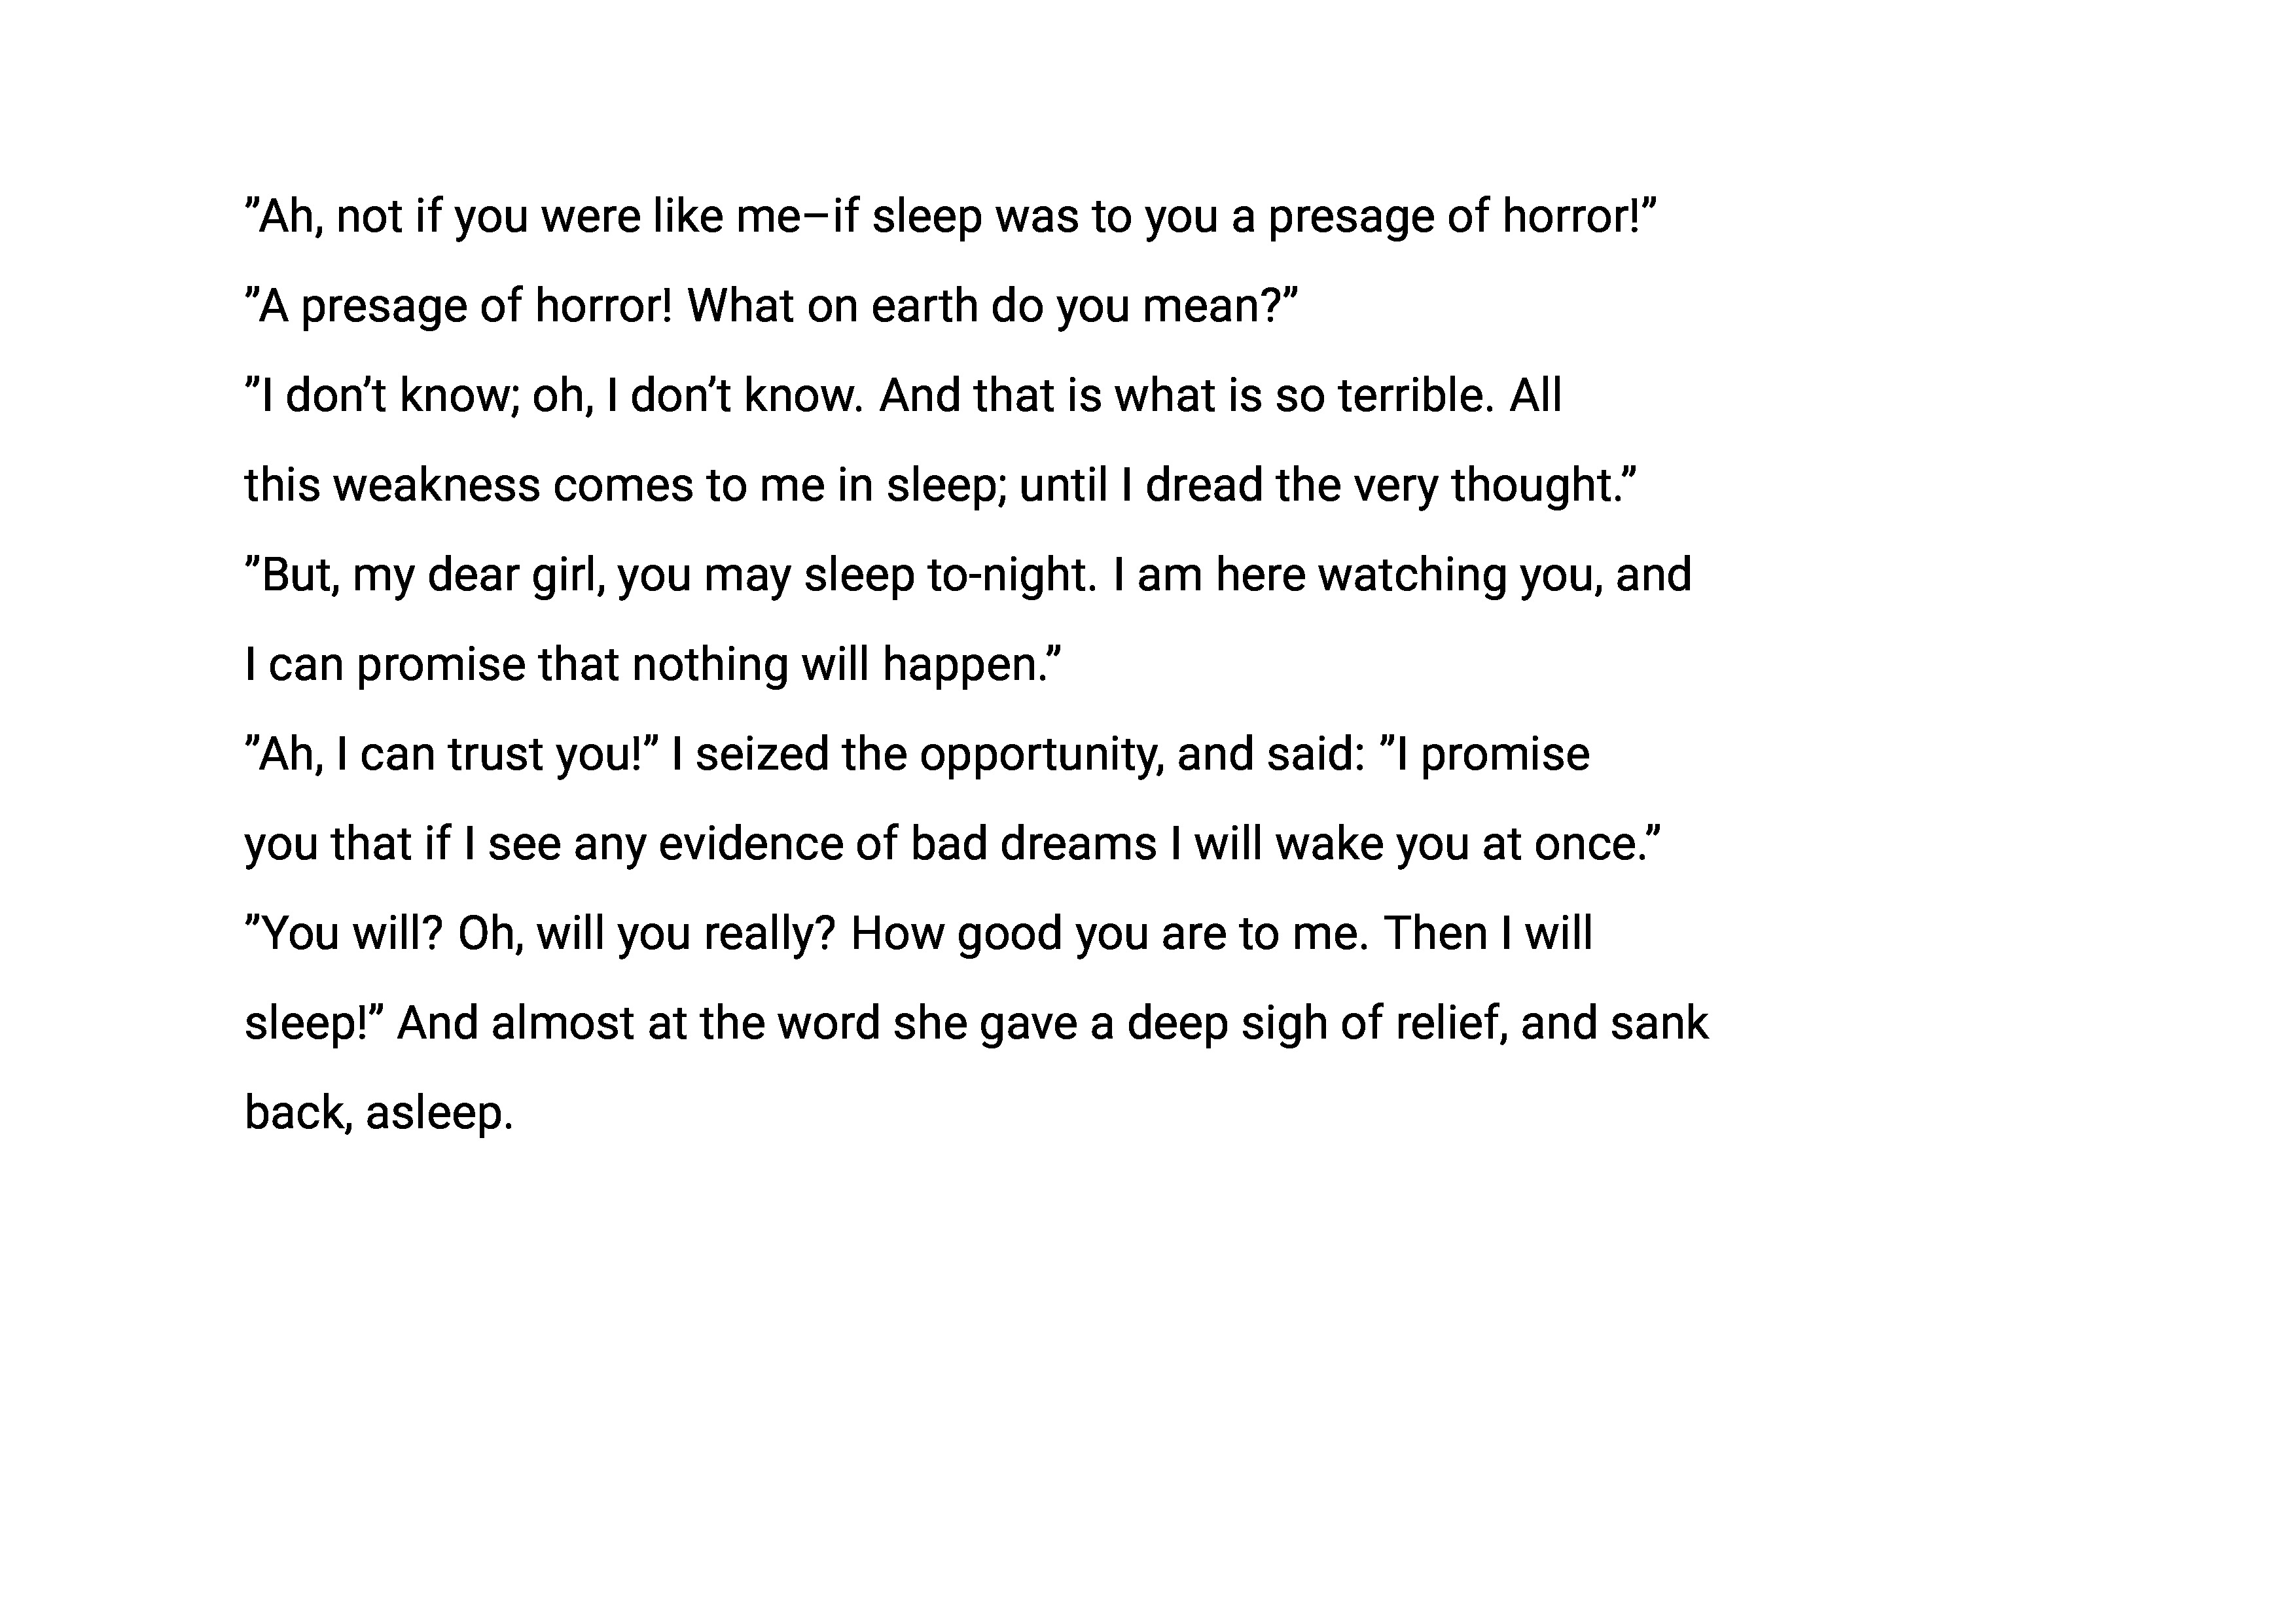 ”Ah, not if you were like me–if sleep was to you a presage of horror!”
”A presage of horror! What on earth do you mean?”
”I don’t know; oh, I don’t know. And that is what is so terrible. All
this weakness comes to me in sleep; until I dread the very thought.”
”But, my dear girl, you may sleep to-night. I am here watching you, and
I can promise that nothing will happen.”
”Ah, I can trust you!” I seized the opportunity, and said: ”I promise
you that if I see any evidence of bad dreams I will wake you at once.”
”You will? Oh, will you really? How good you are to me. Then I will
sleep!” And almost at the word she gave a deep sigh of relief, and sank
back, asleep.